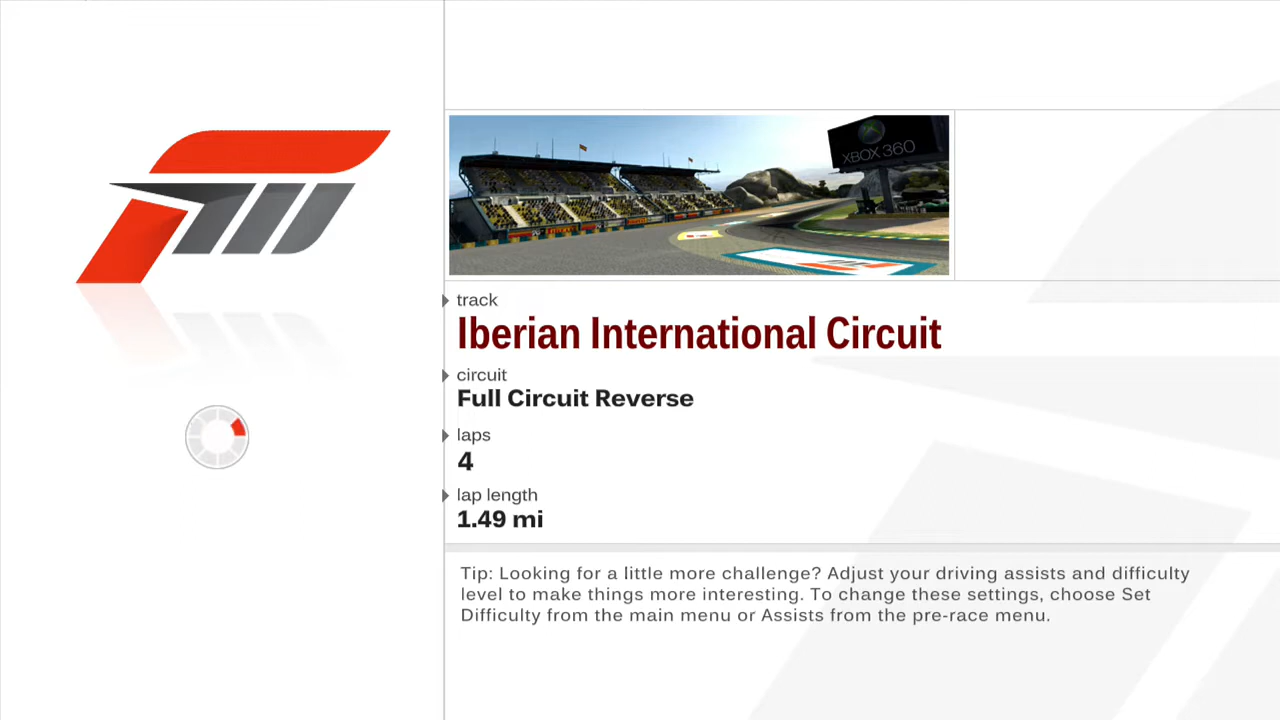 XBOX 360
track
Iberian International Circuit
circuit
Full Circuit Reverse
laps
4
lap length
1.49 mi
Tip: Looking for a little more challenge? Adjust your driving assists and difficulty
level to make things more interesting. To change these settings, choose Set
Difficulty from the main menu or Assists from the pre-race menu.